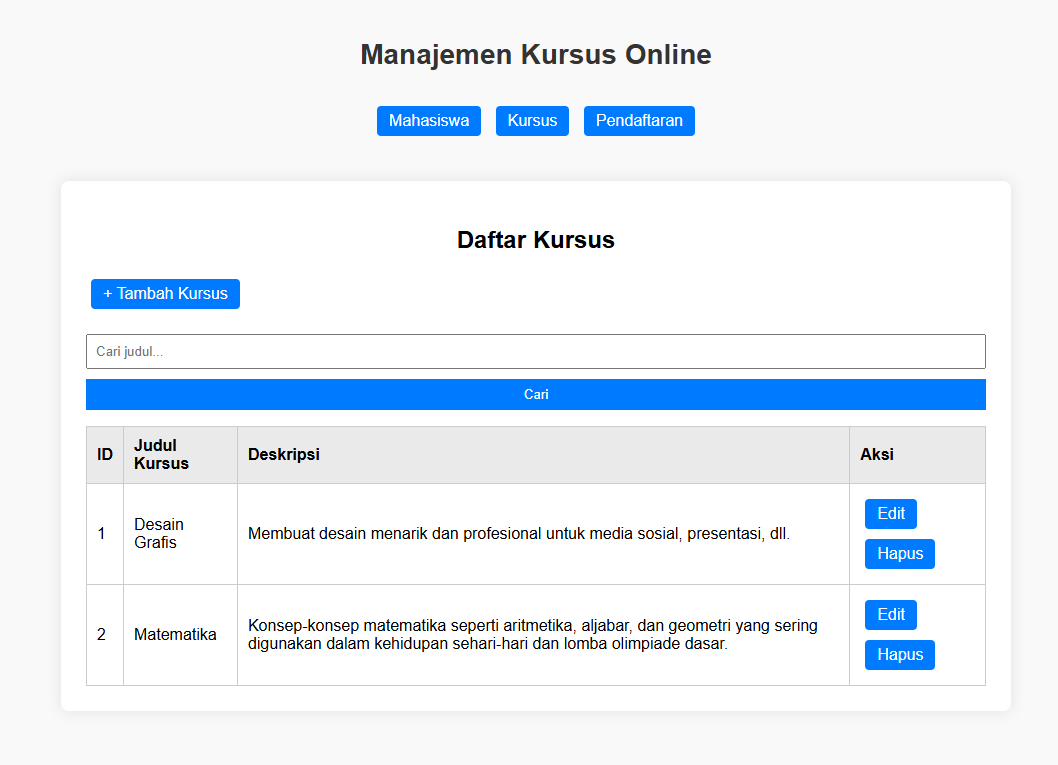 Manajemen Kursus Online
Mahasiswa Kursus Pendaftaran
Daftar Kursus
+ Tambah Kursus
Cari judul...
Cari
ID Judul Kursus Deskripsi Aksi
1 Desain Grafis Membuat desain menarik dan profesional untuk media sosial, presentasi, dll. Edit
Hapus
2 Matematika Konsep-konsep matematika seperti aritmetika, aljabar, dan geometri yang sering
digunakan dalam kehidupan sehari-hari dan lomba olimpiade dasar. Edit
Hapus